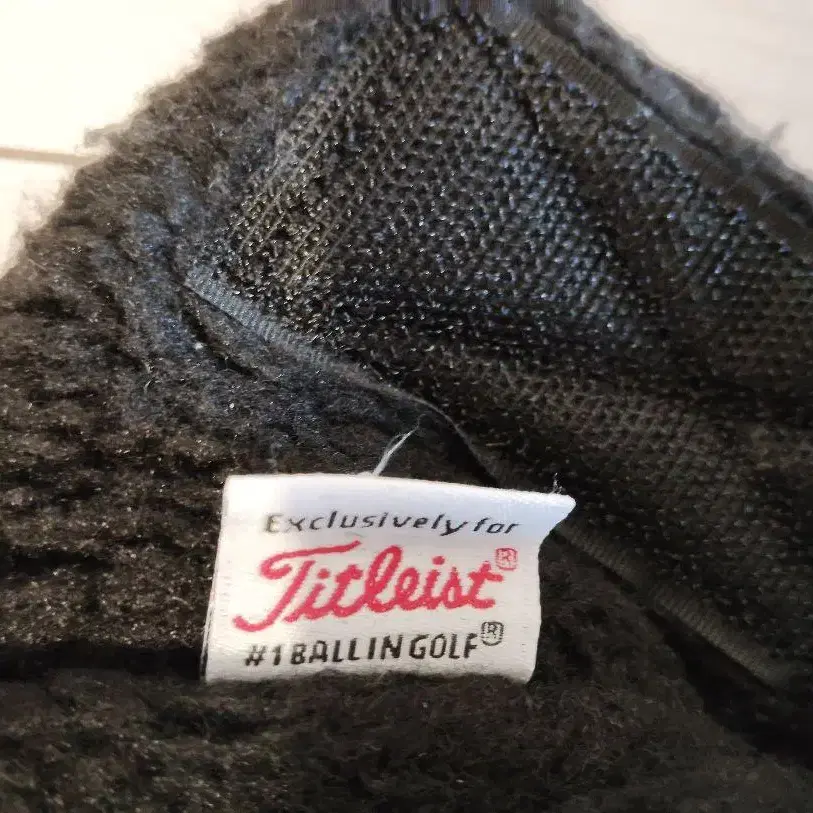 Exclusively for
Titleist®
#1 BALL IN GOLF®